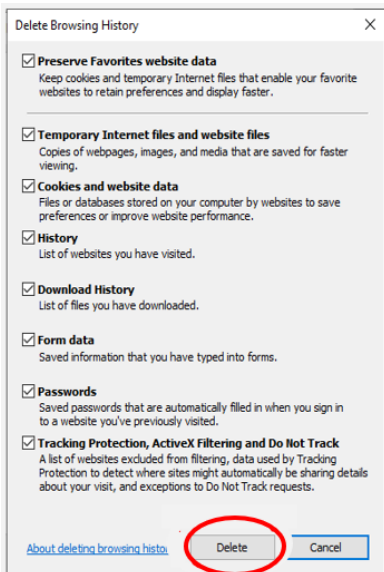 Delete Browsing History
Preserve Favorites website data
Keep cookies and temporary Internet files that enable your favorite
websites to retain preferences and display faster.
Temporary Internet files and website files
Copies of webpages, images, and media that are saved for faster
viewing.
Cookies and website data
Files or databases stored on your computer by websites to save
preferences or improve website performance.
History
List of websites you have visited.
Download History
List of files you have downloaded.
Form data
Saved information that you have typed into forms.
Passwords
Saved passwords that are automatically filled in when you sign in
to a website you've previously visited.
Tracking Protection, ActiveX Filtering and Do Not Track
A list of websites excluded from filtering, data used by Tracking
Protection to detect where sites might automatically be sharing details
about your visit, and exceptions to Do Not Track requests.
About deleting browsing histo Delete Cancel